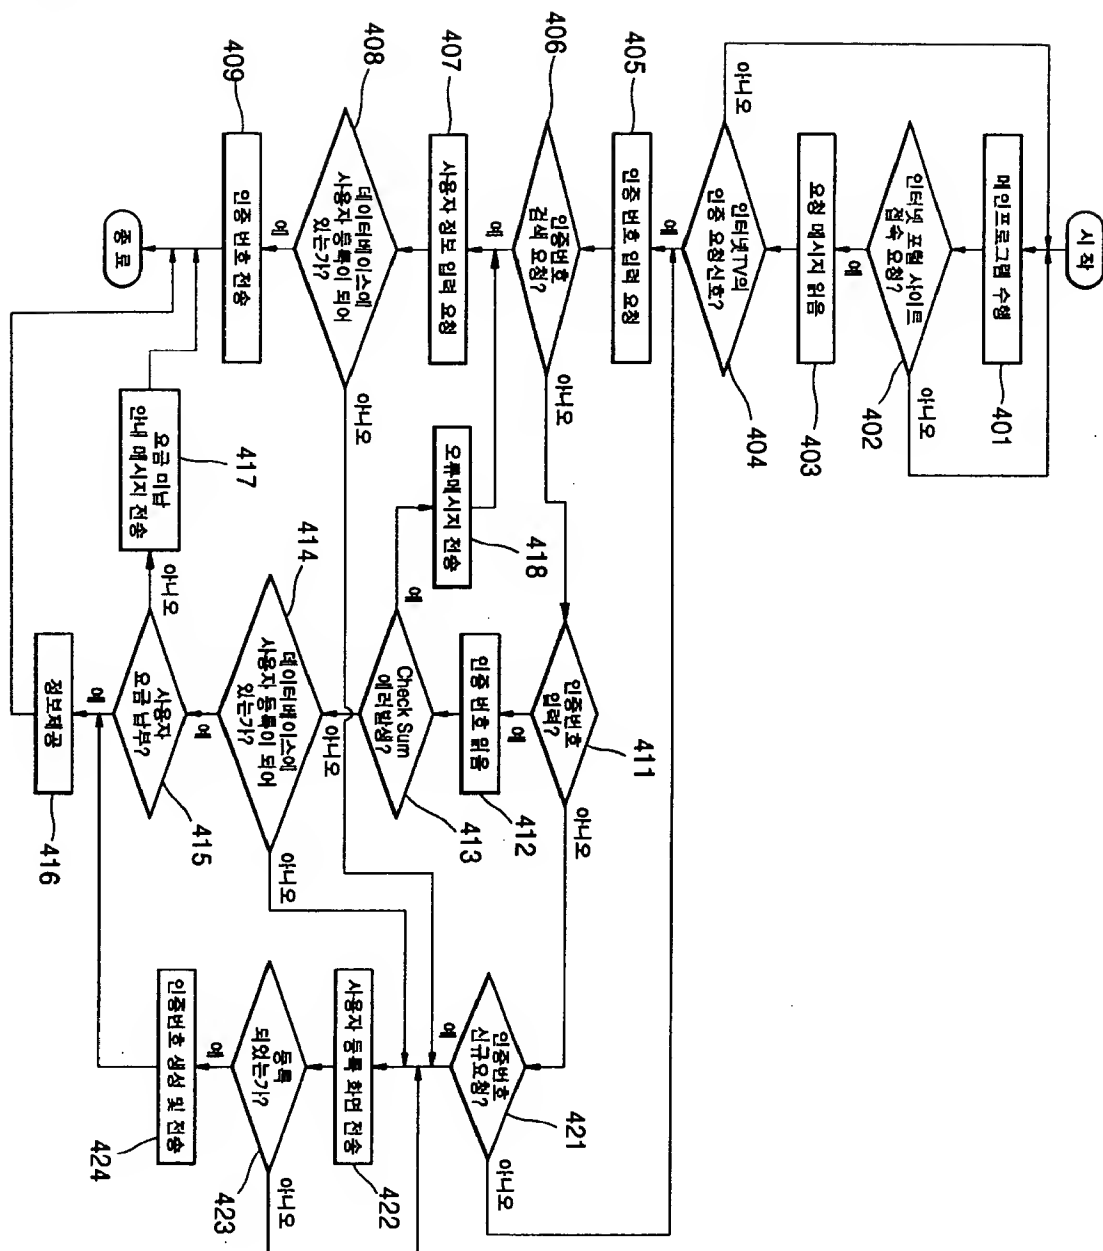 시작
메인프로그램 수행
401
인터넷 포털 사이트
접속 요청?
402
아니오
예
요청 메시지 읽음
403
인터넷TV의
인증 요청신호?
404
아니오
예
인증 번호 입력 요청
405
인증번호
검색 요청?
406
아니오
예
사용자 정보 입력 요청
407
데이터베이스에
사용자 등록이 되어
있는가?
408
아니오
예
인증 번호 전송
409
종료
인증번호
입력?
411
아니오
예
인증 번호 읽음
412
Check Sum
에러발생?
413
예
아니오
오류메시지 전송
418
데이터베이스에
사용자 등록이 되어
있는가?
414
아니오
예
사용자
요금 납부?
415
아니오
예
요금 미납
안내 메시지 전송
417
정보제공
416
인증번호
신규요청?
421
아니오
예
사용자 등록 화면 전송
422
등록
되었는가?
423
아니오
예
인증번호 생성 및 전송
424